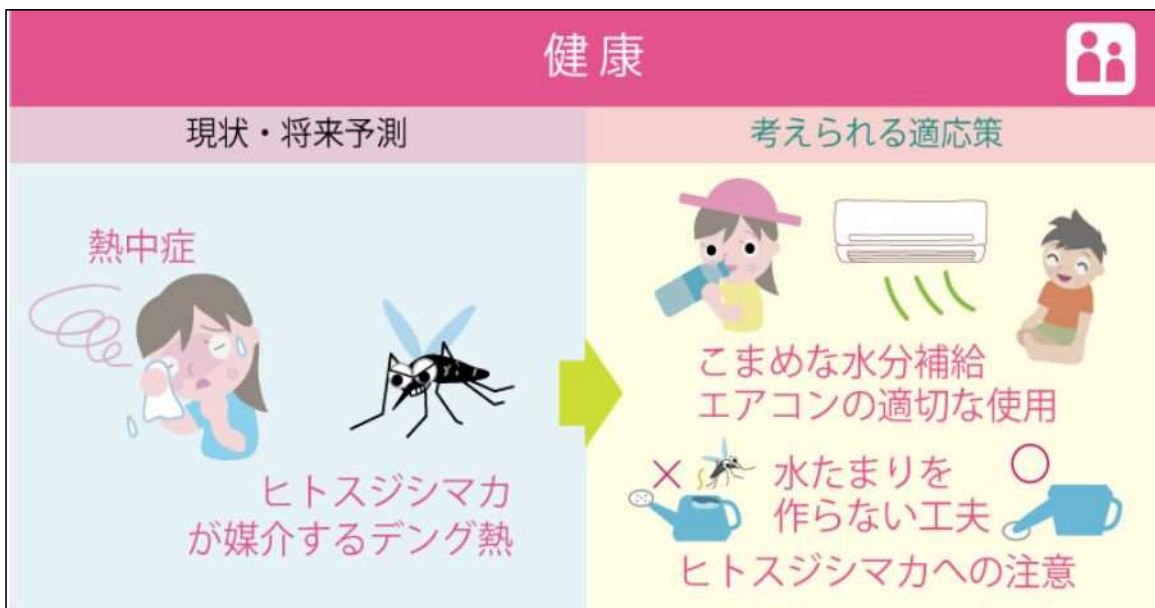 健康
現状・将来予測
熱中症
ヒトスジシマカ
が媒介するデング熱
考えられる適応策
こまめな水分補給
エアコンの適切な使用
×
水たまりを
作らない工夫
○
ヒトスジシマカへの注意